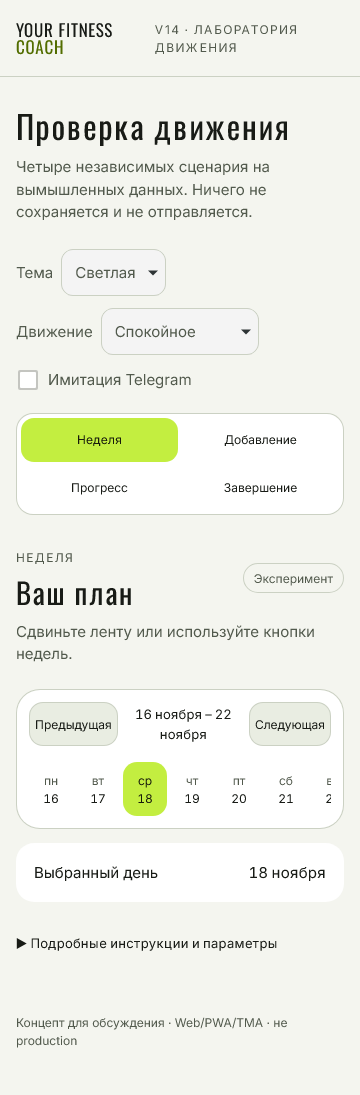 YOUR FITNESS
COACH
V14 · ЛАБОРАТОРИЯ
ДВИЖЕНИЯ
Проверка движения
Четыре независимых сценария на
вымышленных данных. Ничего не
сохраняется и не отправляется.
Тема Светлая
Движение Спокойное
Имитация Telegram
Неделя Добавление
Прогресс Завершение
НЕДЕЛЯ
Ваш план
Эксперимент
Сдвиньте ленту или используйте кнопки
недель.
Предыдущая
16 ноября – 22
ноября
Следующая
пн вт ср чт пт сб
16 17 18 19 20 21
Выбранный день 18 ноября
▶ Подробные инструкции и параметры
Концепт для обсуждения · Web/PWA/TMA · не
production